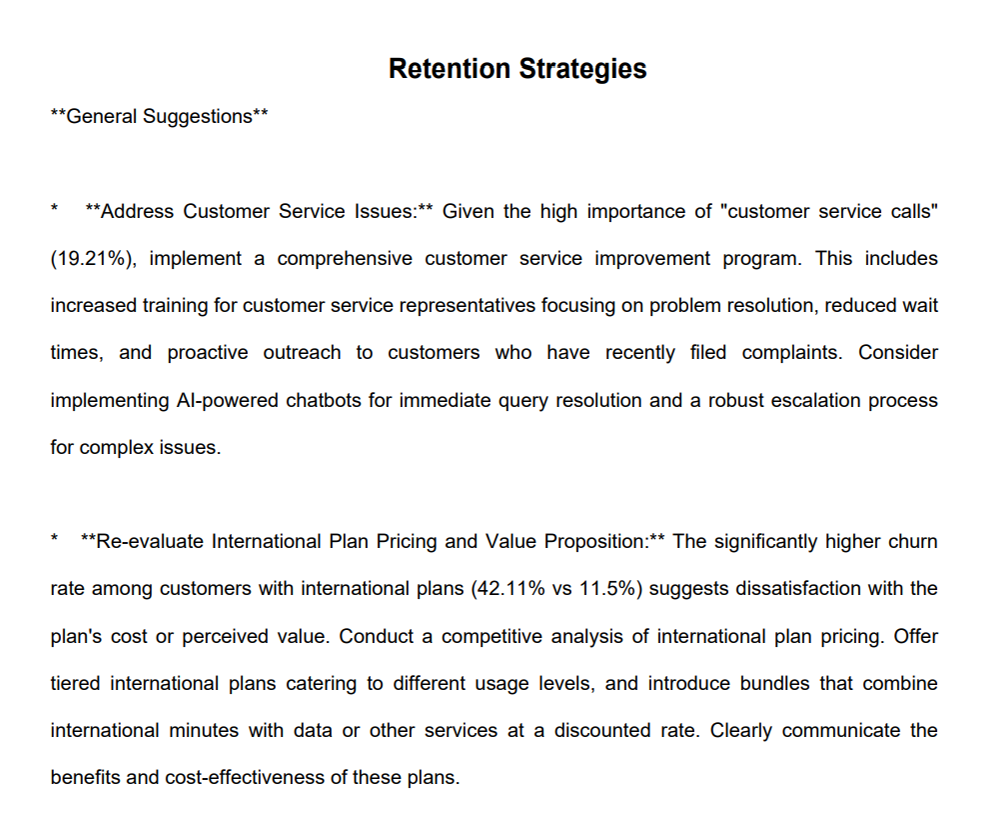 Retention Strategies
**General Suggestions**
* **Address Customer Service Issues:** Given the high importance of "customer service calls"
(19.21%), implement a comprehensive customer service improvement program. This includes
increased training for customer service representatives focusing on problem resolution, reduced wait
times, and proactive outreach to customers who have recently filed complaints. Consider
implementing AI-powered chatbots for immediate query resolution and a robust escalation process
for complex issues.
* **Re-evaluate International Plan Pricing and Value Proposition:** The significantly higher churn
rate among customers with international plans (42.11% vs 11.5%) suggests dissatisfaction with the
plan's cost or perceived value. Conduct a competitive analysis of international plan pricing. Offer
tiered international plans catering to different usage levels, and introduce bundles that combine
international minutes with data or other services at a discounted rate. Clearly communicate the
benefits and cost-effectiveness of these plans.